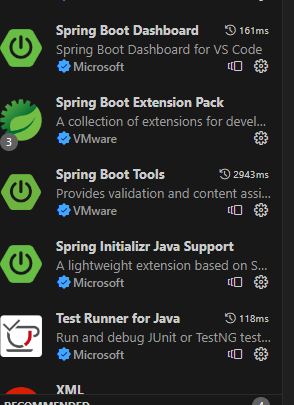 Spring Boot Dashboard 161ms
Spring Boot Dashboard for VS Code
Microsoft
Spring Boot Extension Pack
A collection of extensions for devel...
3
VMware
Spring Boot Tools 2943ms
Provides validation and content assi...
VMware
Spring Initializr Java Support
A lightweight extension based on S...
Microsoft
Test Runner for Java 118ms
Run and debug JUnit or TestNG test...
Microsoft
XML
RECOMMENDED 4